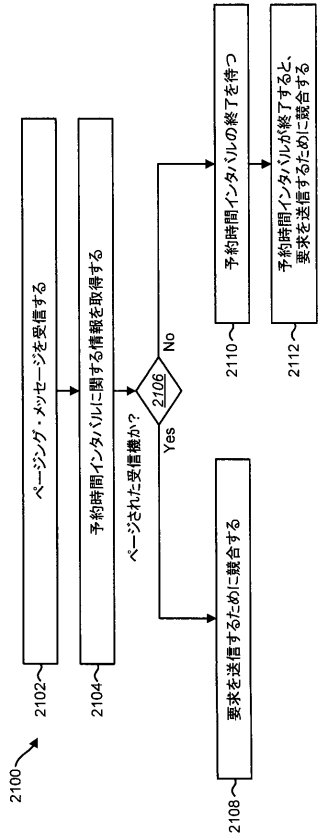 2100
2102
ページング・メッセージを受信する
2104
予約時間インタバルに関する情報を取得する
ページされた受信機か?
2106
Yes
No
2108
要求を送信するために競合する
2110
予約時間インタバルの終了を待つ
2112
予約時間インタバルが終了すると、
要求を送信するために競合する